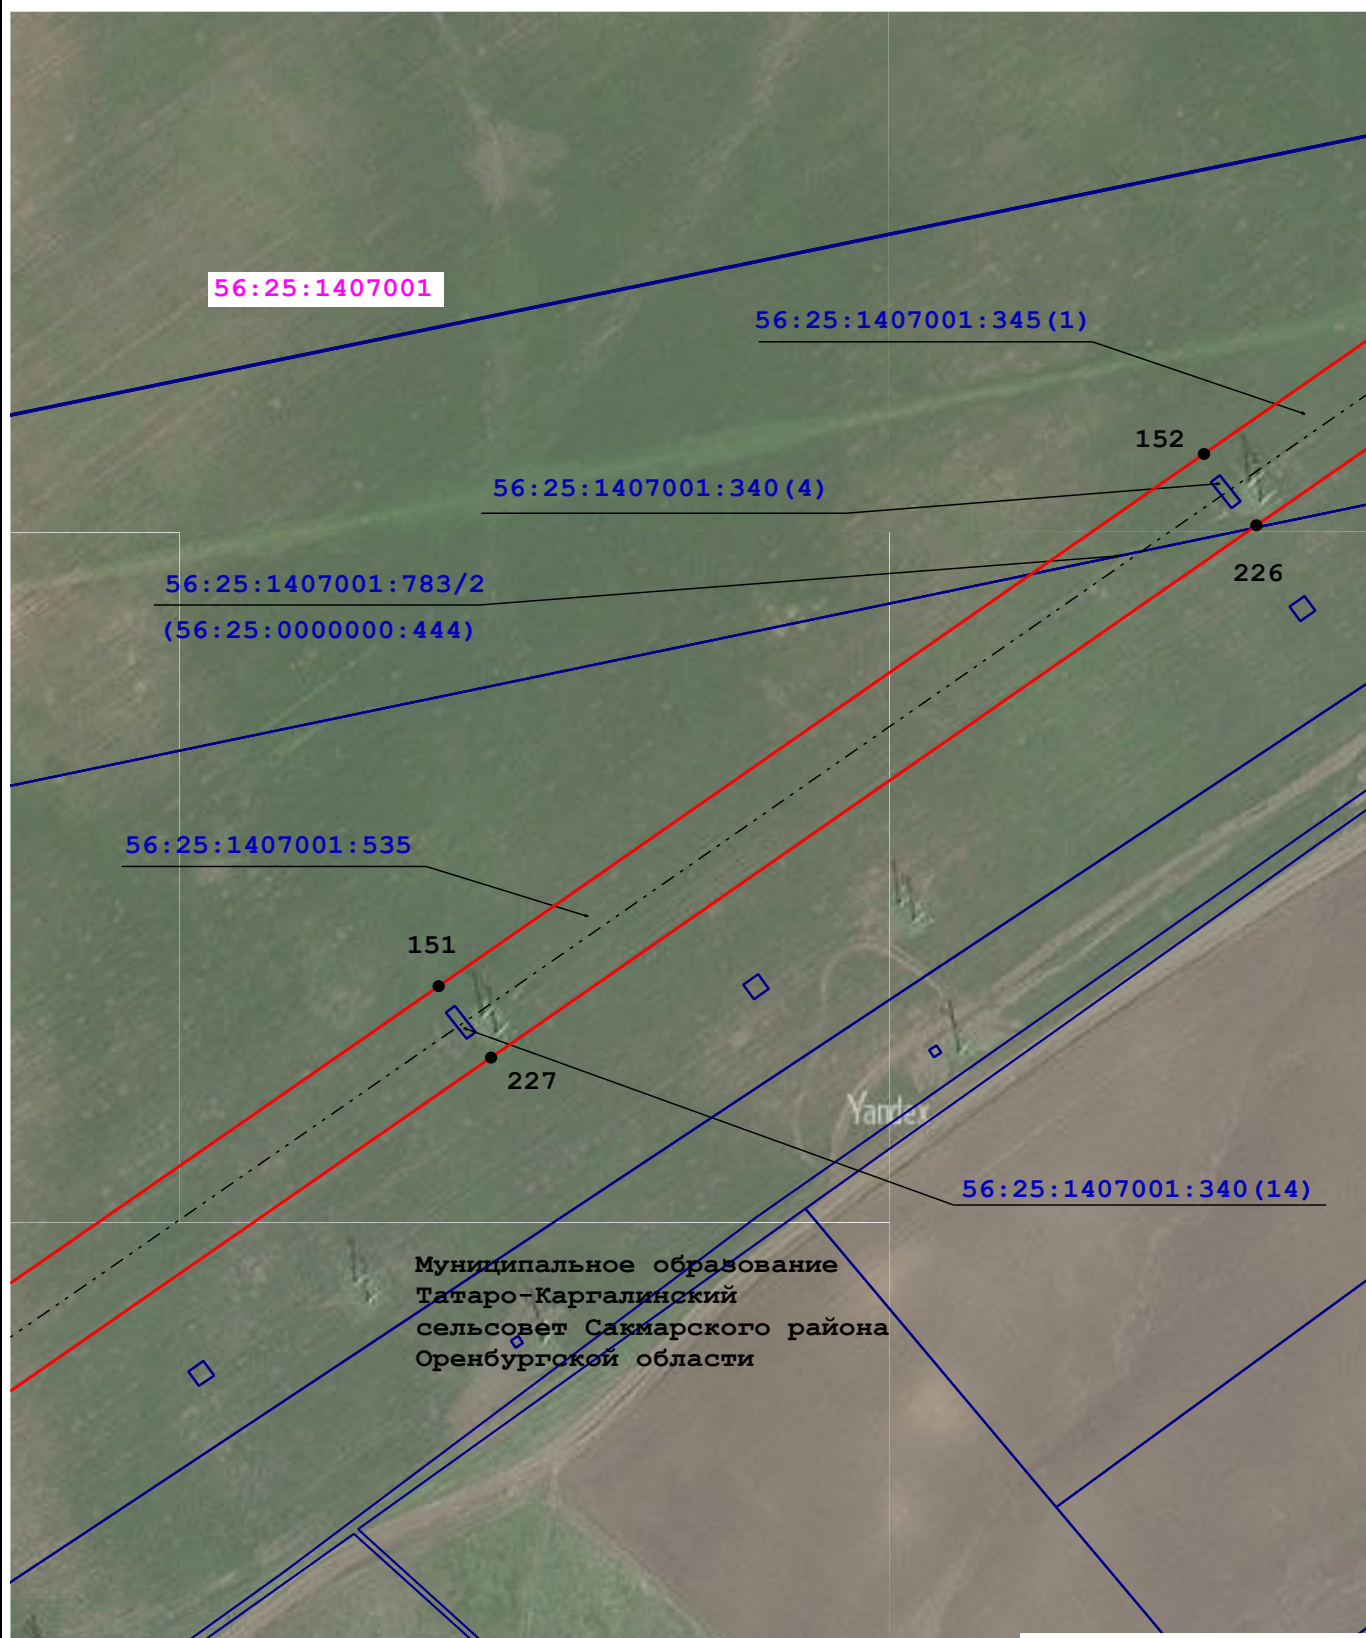 56:25:1407001
56:25:1407001:345(1)
152
56:25:1407001:340(4)
226
56:25:1407001:783/2
(56:25:0000000:444)
56:25:1407001:535
151
227
Yandex
56:25:1407001:340(14)
Муниципальное образование
Татаро-Каргалинский
сельсовет Сакмарского района
Оренбургской области